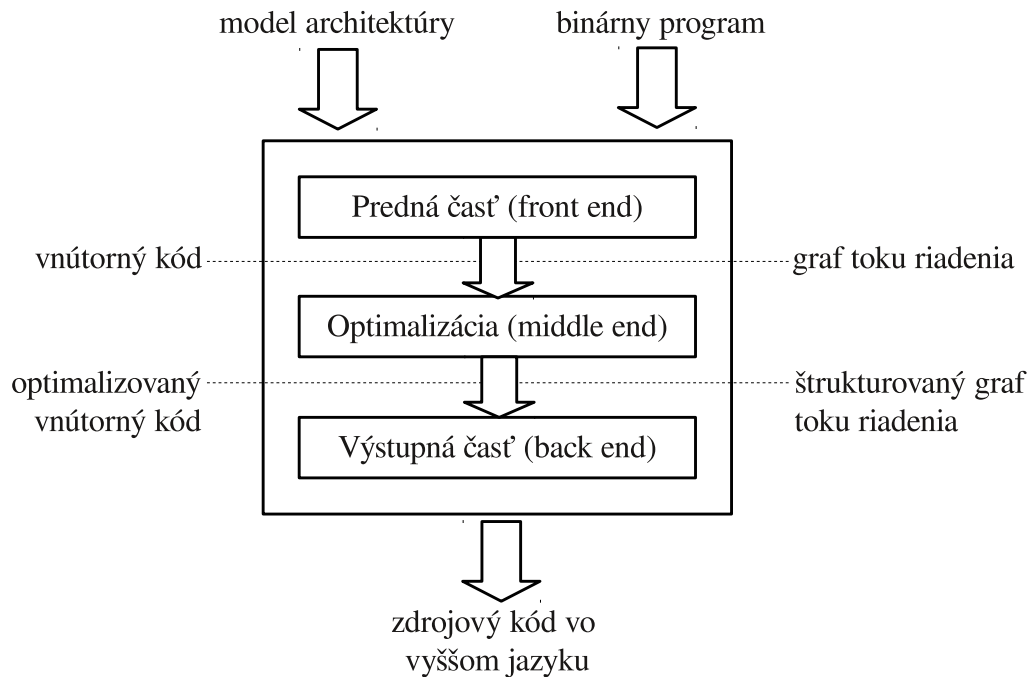 model architektúry
binárny program
Predná časť (front end)
vnútorný kód
graf toku riadenia
Optimalizácia (middle end)
optimalizovaný
vnútorný kód
štrukturovaný graf
toku riadenia
Výstupná časť (back end)
zdrojový kód vo
vyššom jazyku